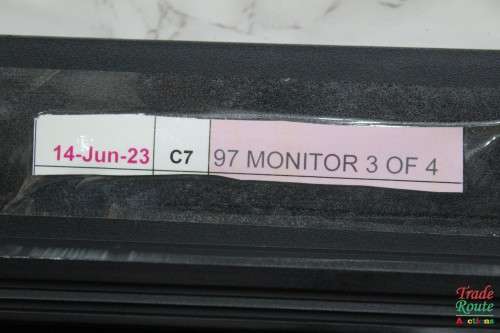 14-Jun-23 C7 97 MONITOR 3 OF 4
Trade
Route
Auctions